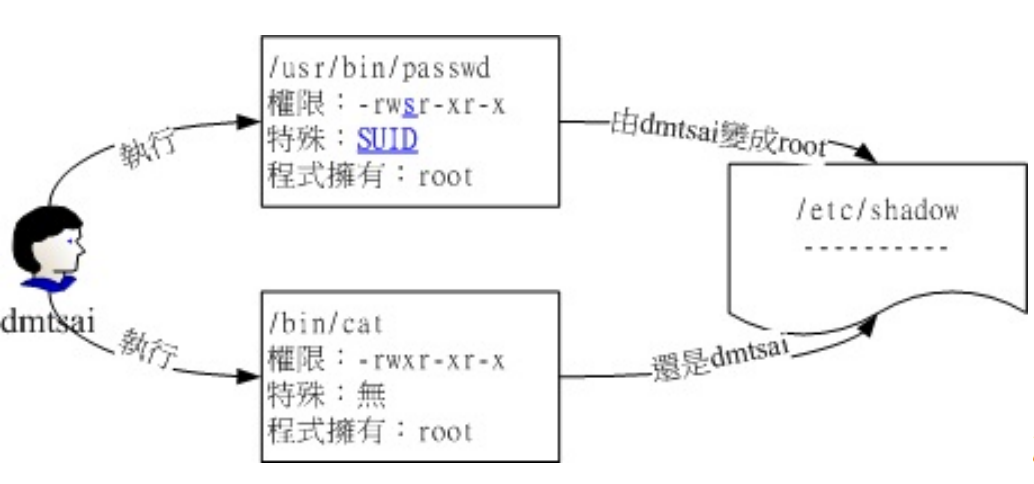 /usr/bin/passwd
權限：-rwsr-xr-x
特殊：SUID
程式擁有：root
執行
由dmtsai變成root
/etc/shadow
----------
dmtsai
執行
/bin/cat
權限：-rwxr-xr-x
特殊：無
程式擁有：root
還是dmtsai